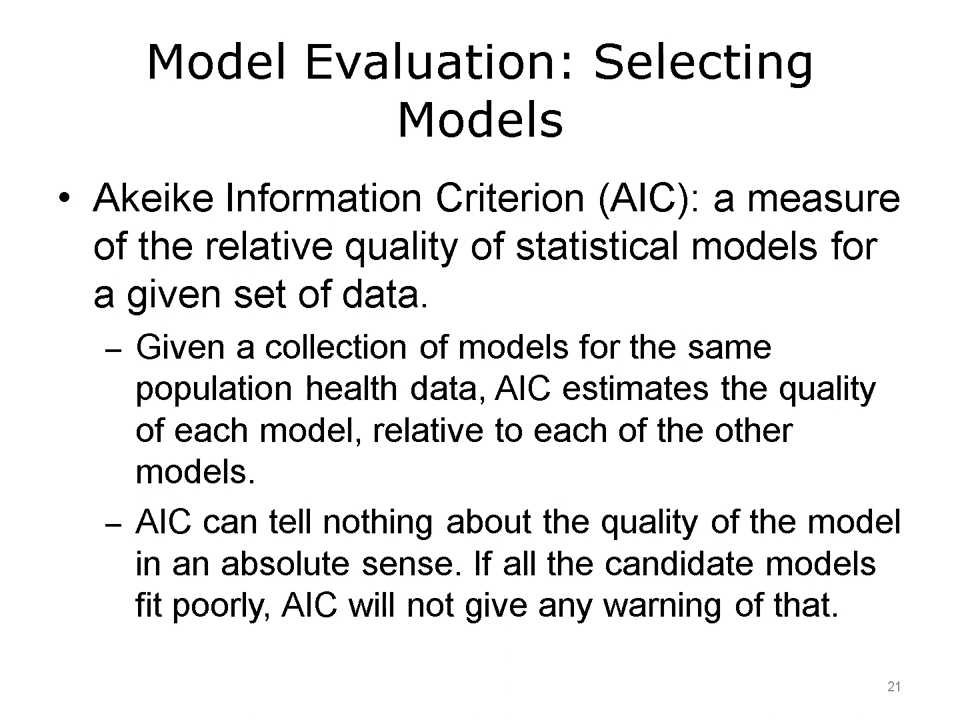 Model Evaluation: Selecting
Models
• Akeike Information Criterion (AIC): a measure
of the relative quality of statistical models for
a given set of data.
– Given a collection of models for the same
population health data, AIC estimates the quality
of each model, relative to each of the other
models.
– AIC can tell nothing about the quality of the model
in an absolute sense. If all the candidate models
fit poorly, AIC will not give any warning of that.
21